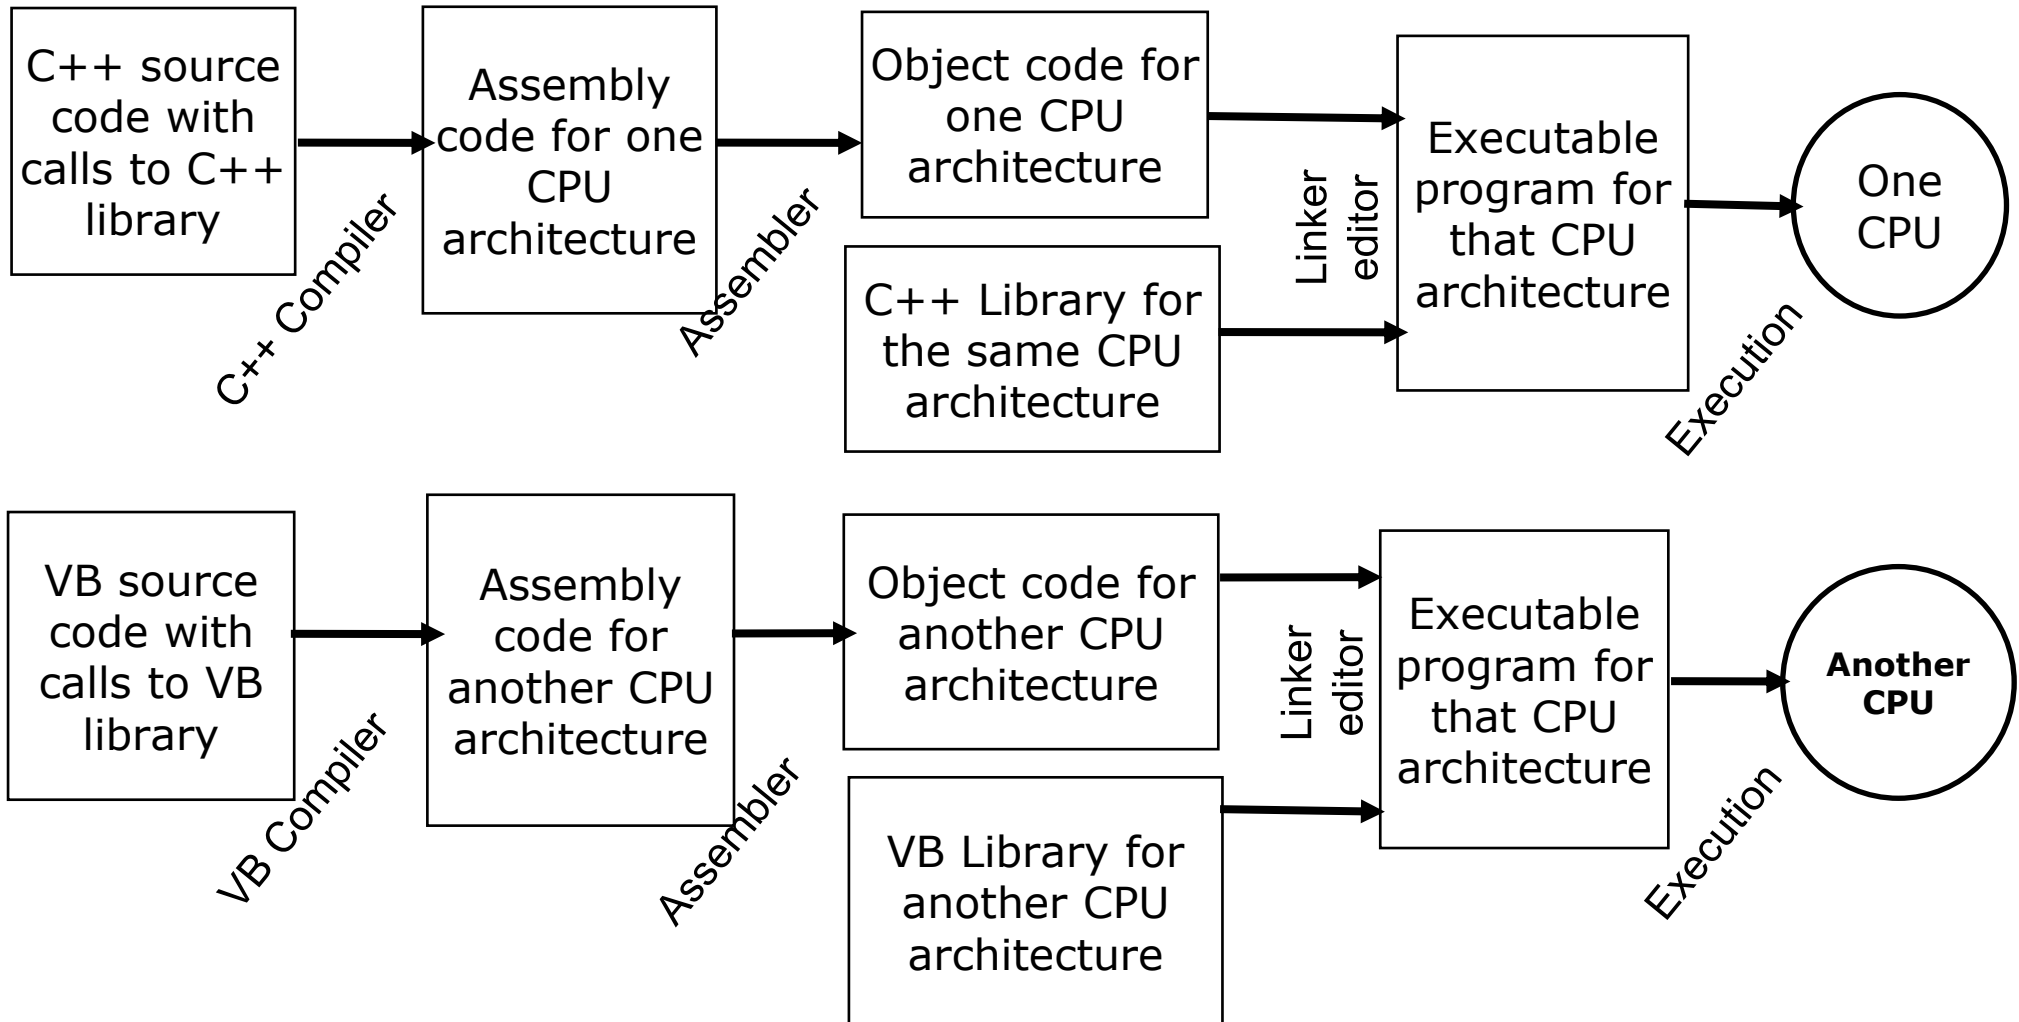 C++ source
code with
calls to C++
library
C++ Compiler
Assembly
code for one
CPU
architecture
Assembler
Object code for
one CPU
architecture
C++ Library for
the same CPU
architecture
Linker
editor
Executable
program for
that CPU
architecture
Execution
One
CPU
VB source
code with
calls to VB
library
VB Compiler
Assembly
code for
another CPU
architecture
Assembler
Object code for
another CPU
architecture
VB Library for
another CPU
architecture
Linker
editor
Executable
program for
that CPU
architecture
Execution
Another
CPU